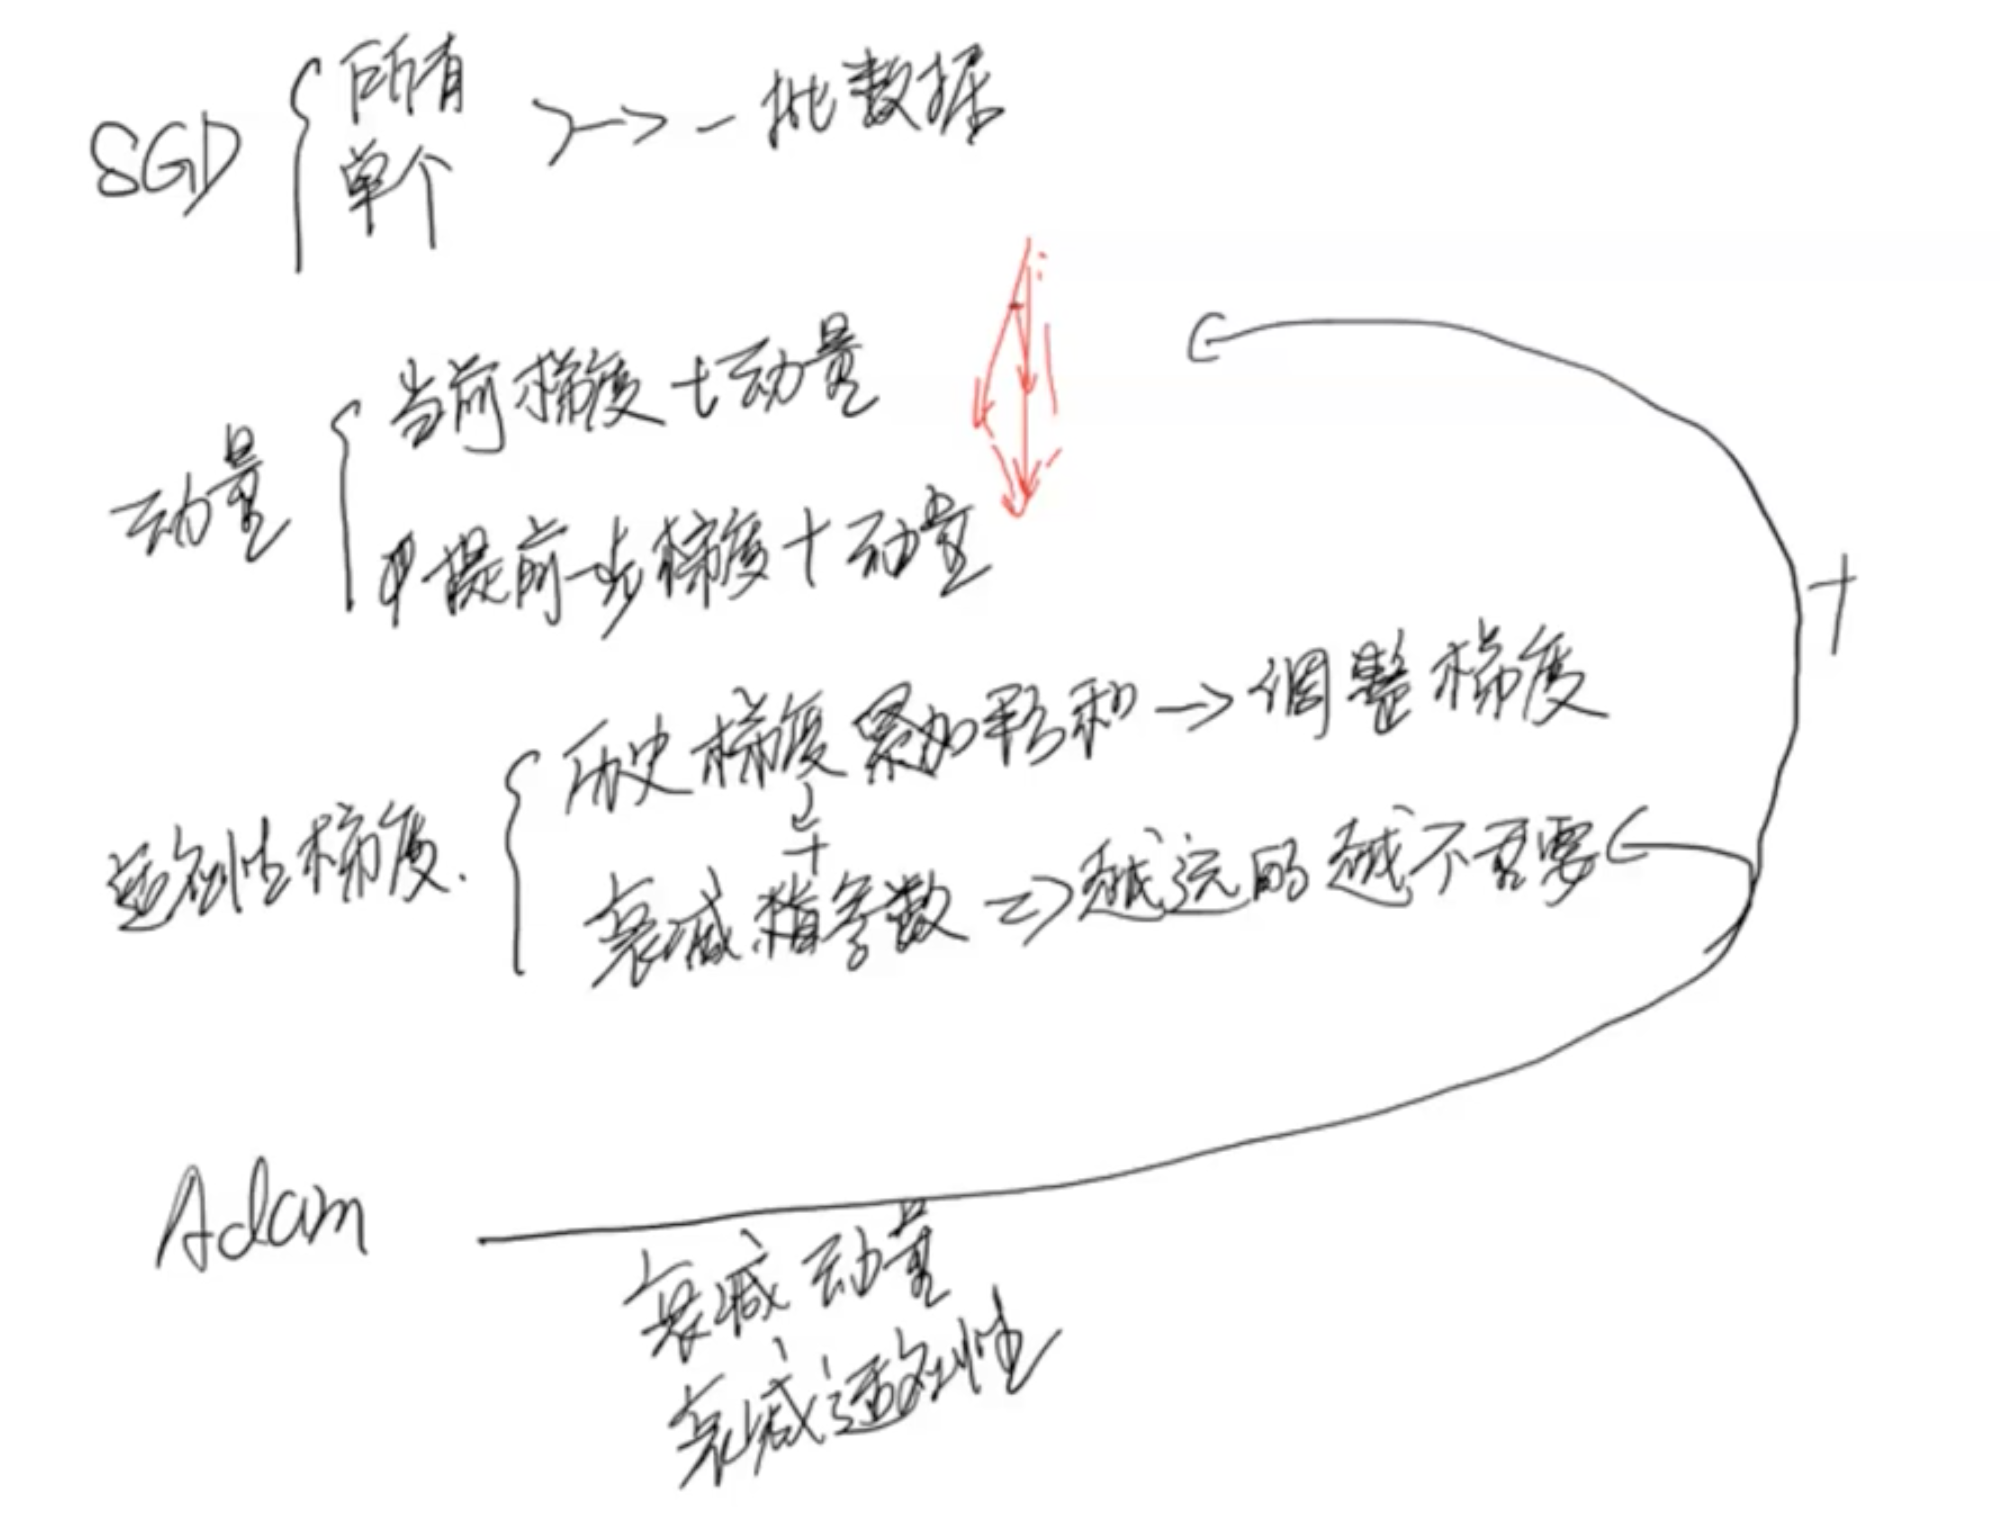 SGD { 所有
单个 → 一批数据
动量 { 当前梯度 + 动量
提前一步梯度 + 动量
适应性梯度. { 历史梯度累加平方和 → 调整梯度
+
衰减指导数 => 越远的越不重要
+
Adam
衰减动量
衰减适应性